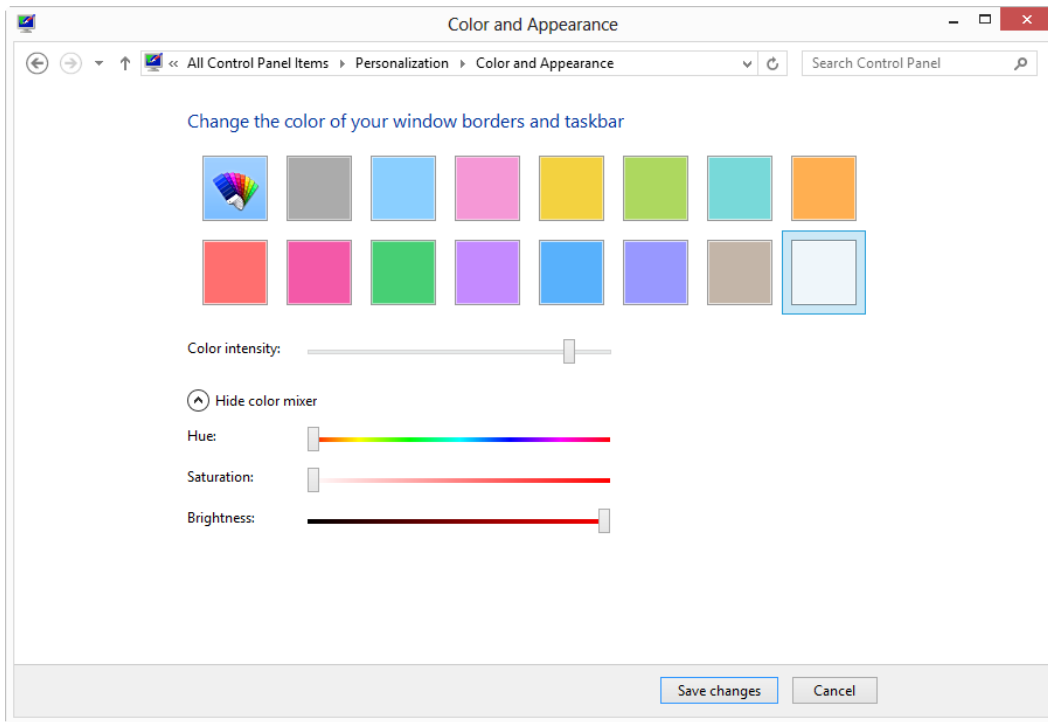 Color and Appearance
« All Control Panel Items Personalization Color and Appearance Search Control Panel
Change the color of your window borders and taskbar
Color intensity:
Hide color mixer
Hue:
Saturation:
Brightness:
Save changes Cancel